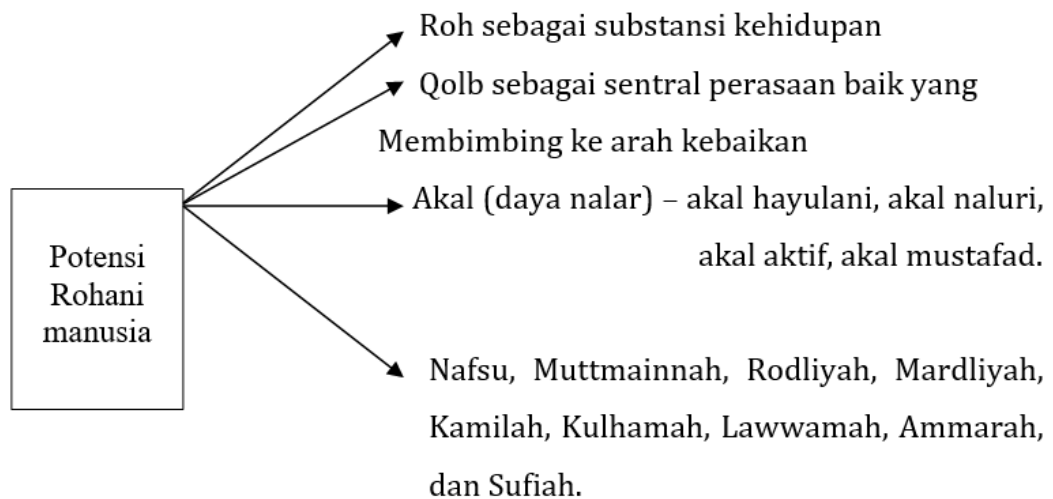 Roh sebagai substansi kehidupan
Qolb sebagai sentral perasaan baik yang
Membimbing ke arah kebaikan
Akal (daya nalar) – akal hayulani, akal naluri,
akal aktif, akal mustafad.
Potensi
Rohani
manusia
Nafsu, Muttmainnah, Rodliyah, Mardliyah,
Kamilah, Kulhamah, Lawwamah, Ammarah,
dan Sufiah.